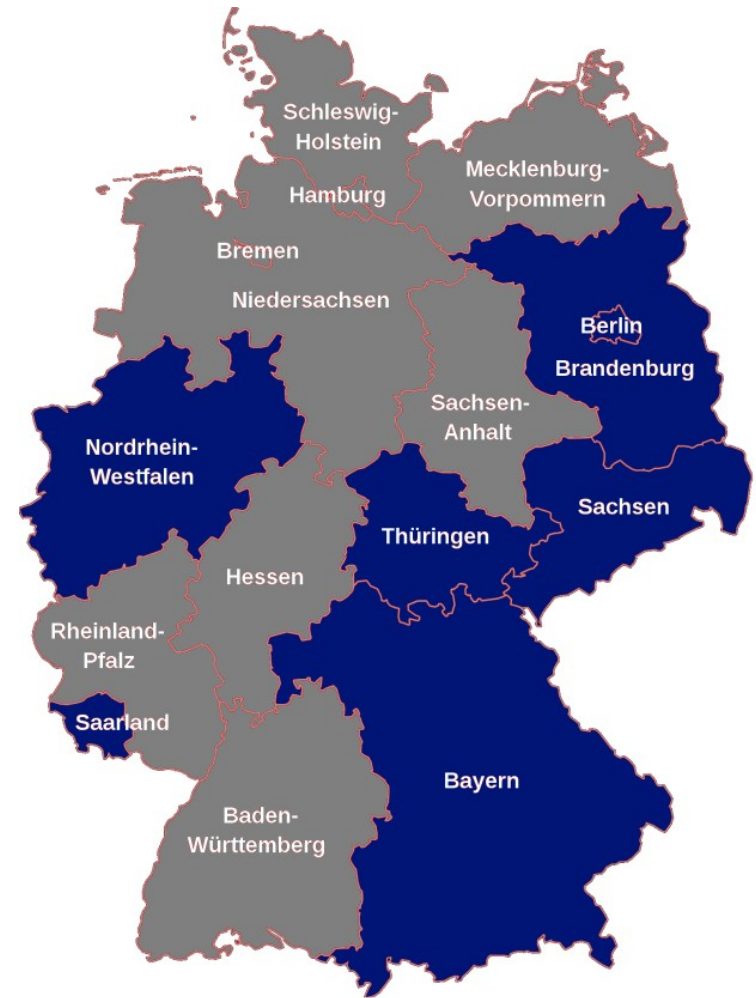 Schleswig-
Holstein
Mecklenburg-
Vorpommern
Hamburg
Bremen
Niedersachsen
Berlin
Brandenburg
Sachsen-
Anhalt
Nordrhein-
Westfalen
Sachsen
Thüringen
Hessen
Rheinland-
Pfalz
Saarland
Bayern
Baden-
Württemberg